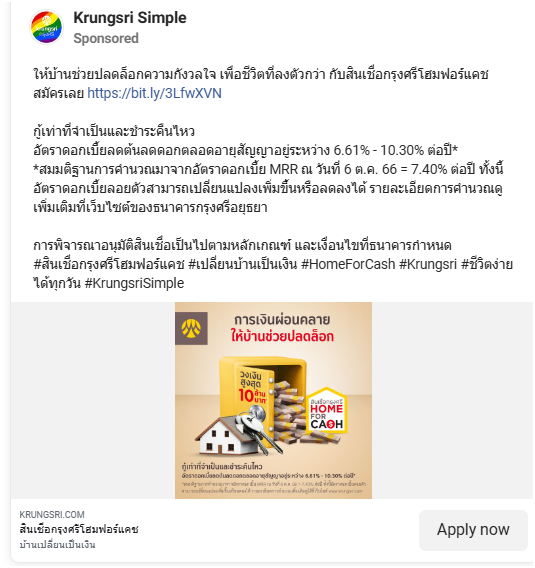 Krungsri Simple
Sponsored
ให้บ้านช่วยปลดล็อกความกังวลใจ เพื่อชีวิตที่ลงตัวกว่า กับสินเชื่อกรุงศรีโฮมฟอร์แคช
สมัครเลย https://bit.ly/3LfwXVN
กู้เท่าที่จำเป็นและชำระคืนไหว
อัตราดอกเบี้ยลดต้นลดดอกตลอดอายุสัญญาอยู่ระหว่าง 6.61% - 10.30% ต่อปี*
*สมมติฐานการคำนวณมาจากอัตราดอกเบี้ย MRR ณ วันที่ 6 ต.ค. 66 = 7.40% ต่อปี ทั้งนี้
อัตราดอกเบี้ยลอยตัวสามารถเปลี่ยนแปลงเพิ่มขึ้นหรือลดลงได้ รายละเอียดการคำนวณดู
เพิ่มเติมที่เว็บไซต์ของธนาคารกรุงศรีอยุธยา
การพิจารณาอนุมัติสินเชื่อเป็นไปตามหลักเกณฑ์ และเงื่อนไขที่ธนาคารกำหนด
#สินเชื่อกรุงศรีโฮมฟอร์แคช #เปลี่ยนบ้านเป็นเงิน #HomeForCash #Krungsri #ชีวิตง่าย
ได้ทุกวัน #KrungsriSimple
การเงินผ่อนคลาย
ให้บ้านช่วยปลดล็อก
วงเงิน
สูงสุด
10 ล้าน
บาท
สินเชื่อกรุงศรี
HOME
FOR
CASH
กู้เท่าที่จำเป็นและชำระคืนไหว
อัตราดอกเบี้ยลดต้นลดดอกตลอดอายุสัญญาอยู่ระหว่าง 6.61% - 10.30% ต่อปี*
KRUNGSRI.COM
สินเชื่อกรุงศรีโฮมฟอร์แคช
บ้านเปลี่ยนเป็นเงิน
Apply now